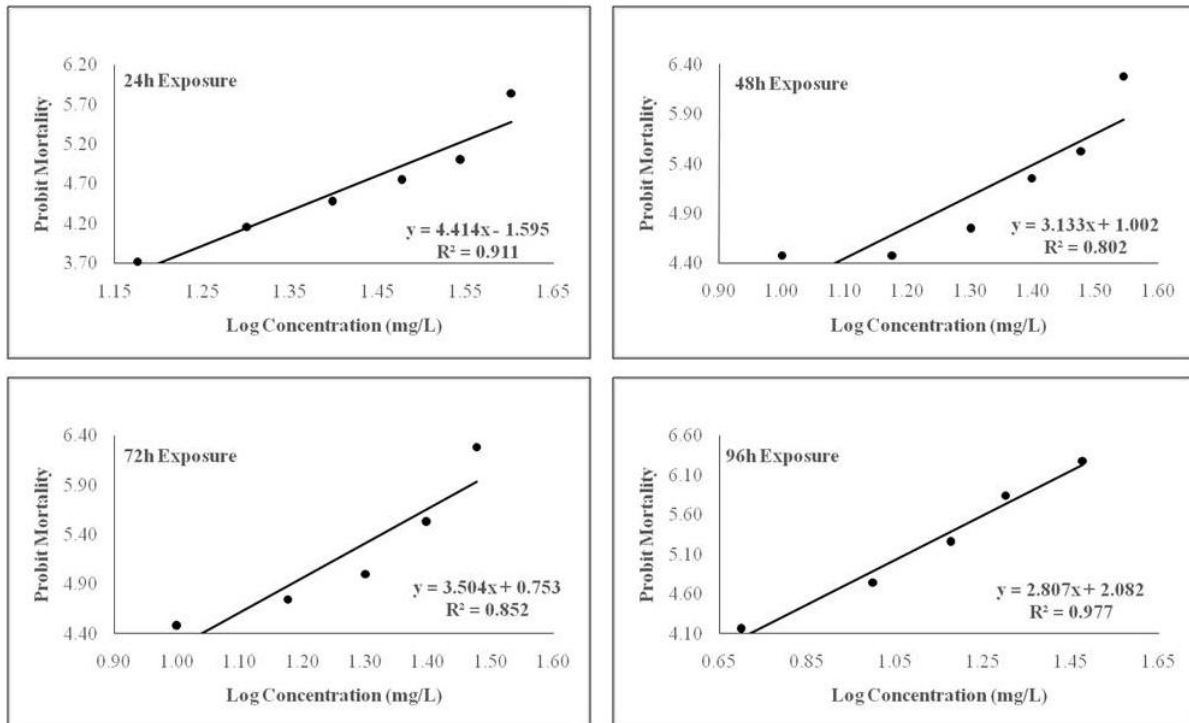 24h Exposure
Probit Mortality
6.20
5.70
5.20
4.70
4.20
3.70
y = 4.414x - 1.595
R² = 0.911
1.15 1.25 1.35 1.45 1.55 1.65
Log Concentration (mg/L)
48h Exposure
Probit Mortality
6.40
5.90
5.40
4.90
4.40
y = 3.133x + 1.002
R² = 0.802
0.90 1.00 1.10 1.20 1.30 1.40 1.50 1.60
Log Concentration (mg/L)
72h Exposure
Probit Mortality
6.40
5.90
5.40
4.90
4.40
y = 3.504x + 0.753
R² = 0.852
0.90 1.00 1.10 1.20 1.30 1.40 1.50 1.60
Log Concentration (mg/L)
96h Exposure
Probit Mortality
6.60
6.10
5.60
5.10
4.60
4.10
y = 2.807x + 2.082
R² = 0.977
0.65 0.85 1.05 1.25 1.45 1.65
Log Concentration (mg/L)